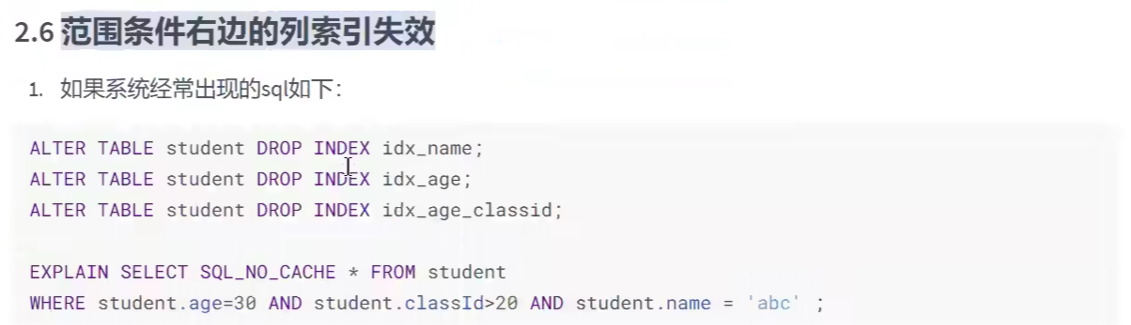 2.6 范围条件右边的列索引失效
1. 如果系统经常出现的sql如下：
ALTER TABLE student DROP INDEX idx_name;
ALTER TABLE student DROP INDEX idx_age;
ALTER TABLE student DROP INDEX idx_age_classid;
EXPLAIN SELECT SQL_NO_CACHE * FROM student
WHERE student.age=30 AND student.classId>20 AND student.name = 'abc' ;